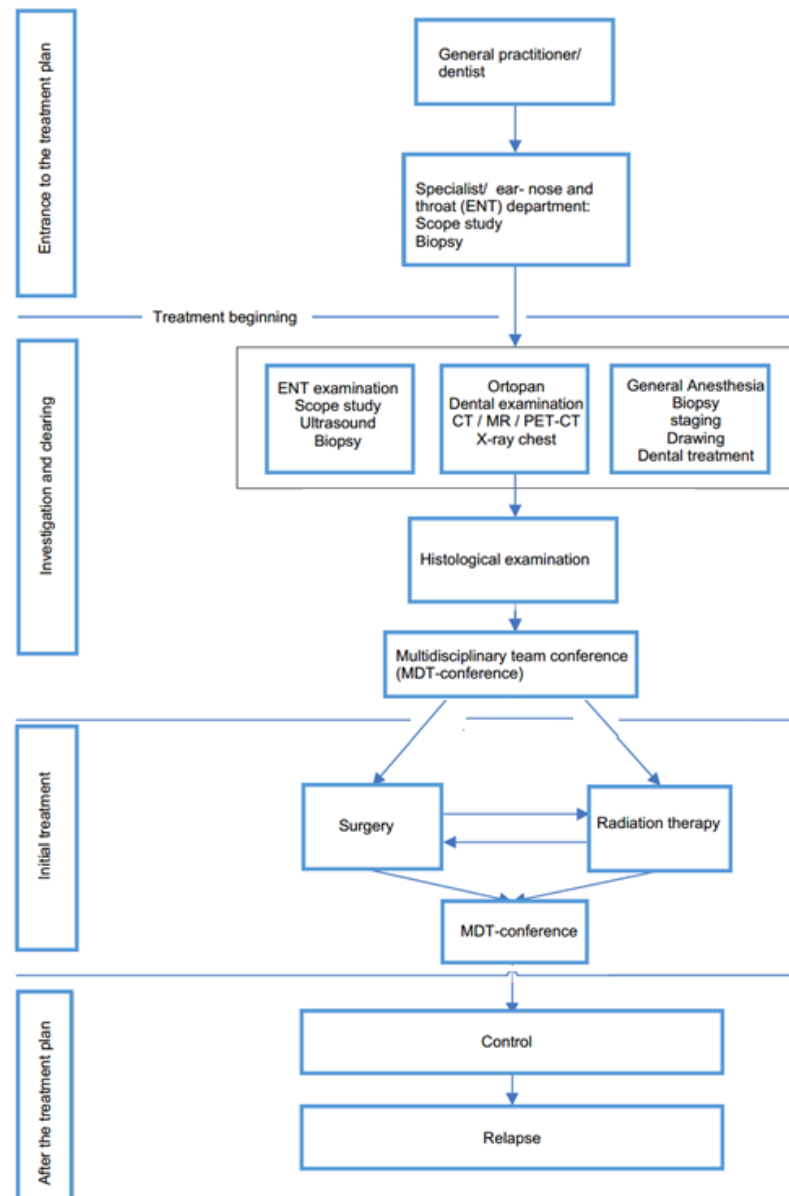 Entrance to the treatment plan
General practitioner/
dentist
Specialist/ ear- nose and
throat (ENT) department:
Scope study
Biopsy
Treatment beginning
Investigation and clearing
ENT examination
Scope study
Ultrasound
Biopsy
Ortopan
Dental examination
CT / MR / PET-CT
X-ray chest
General Anesthesia
Biopsy
staging
Drawing
Dental treatment
Histological examination
Multidisciplinary team conference
(MDT-conference)
Initial treatment
Surgery
Radiation therapy
MDT-conference
After the treatment plan
Control
Relapse